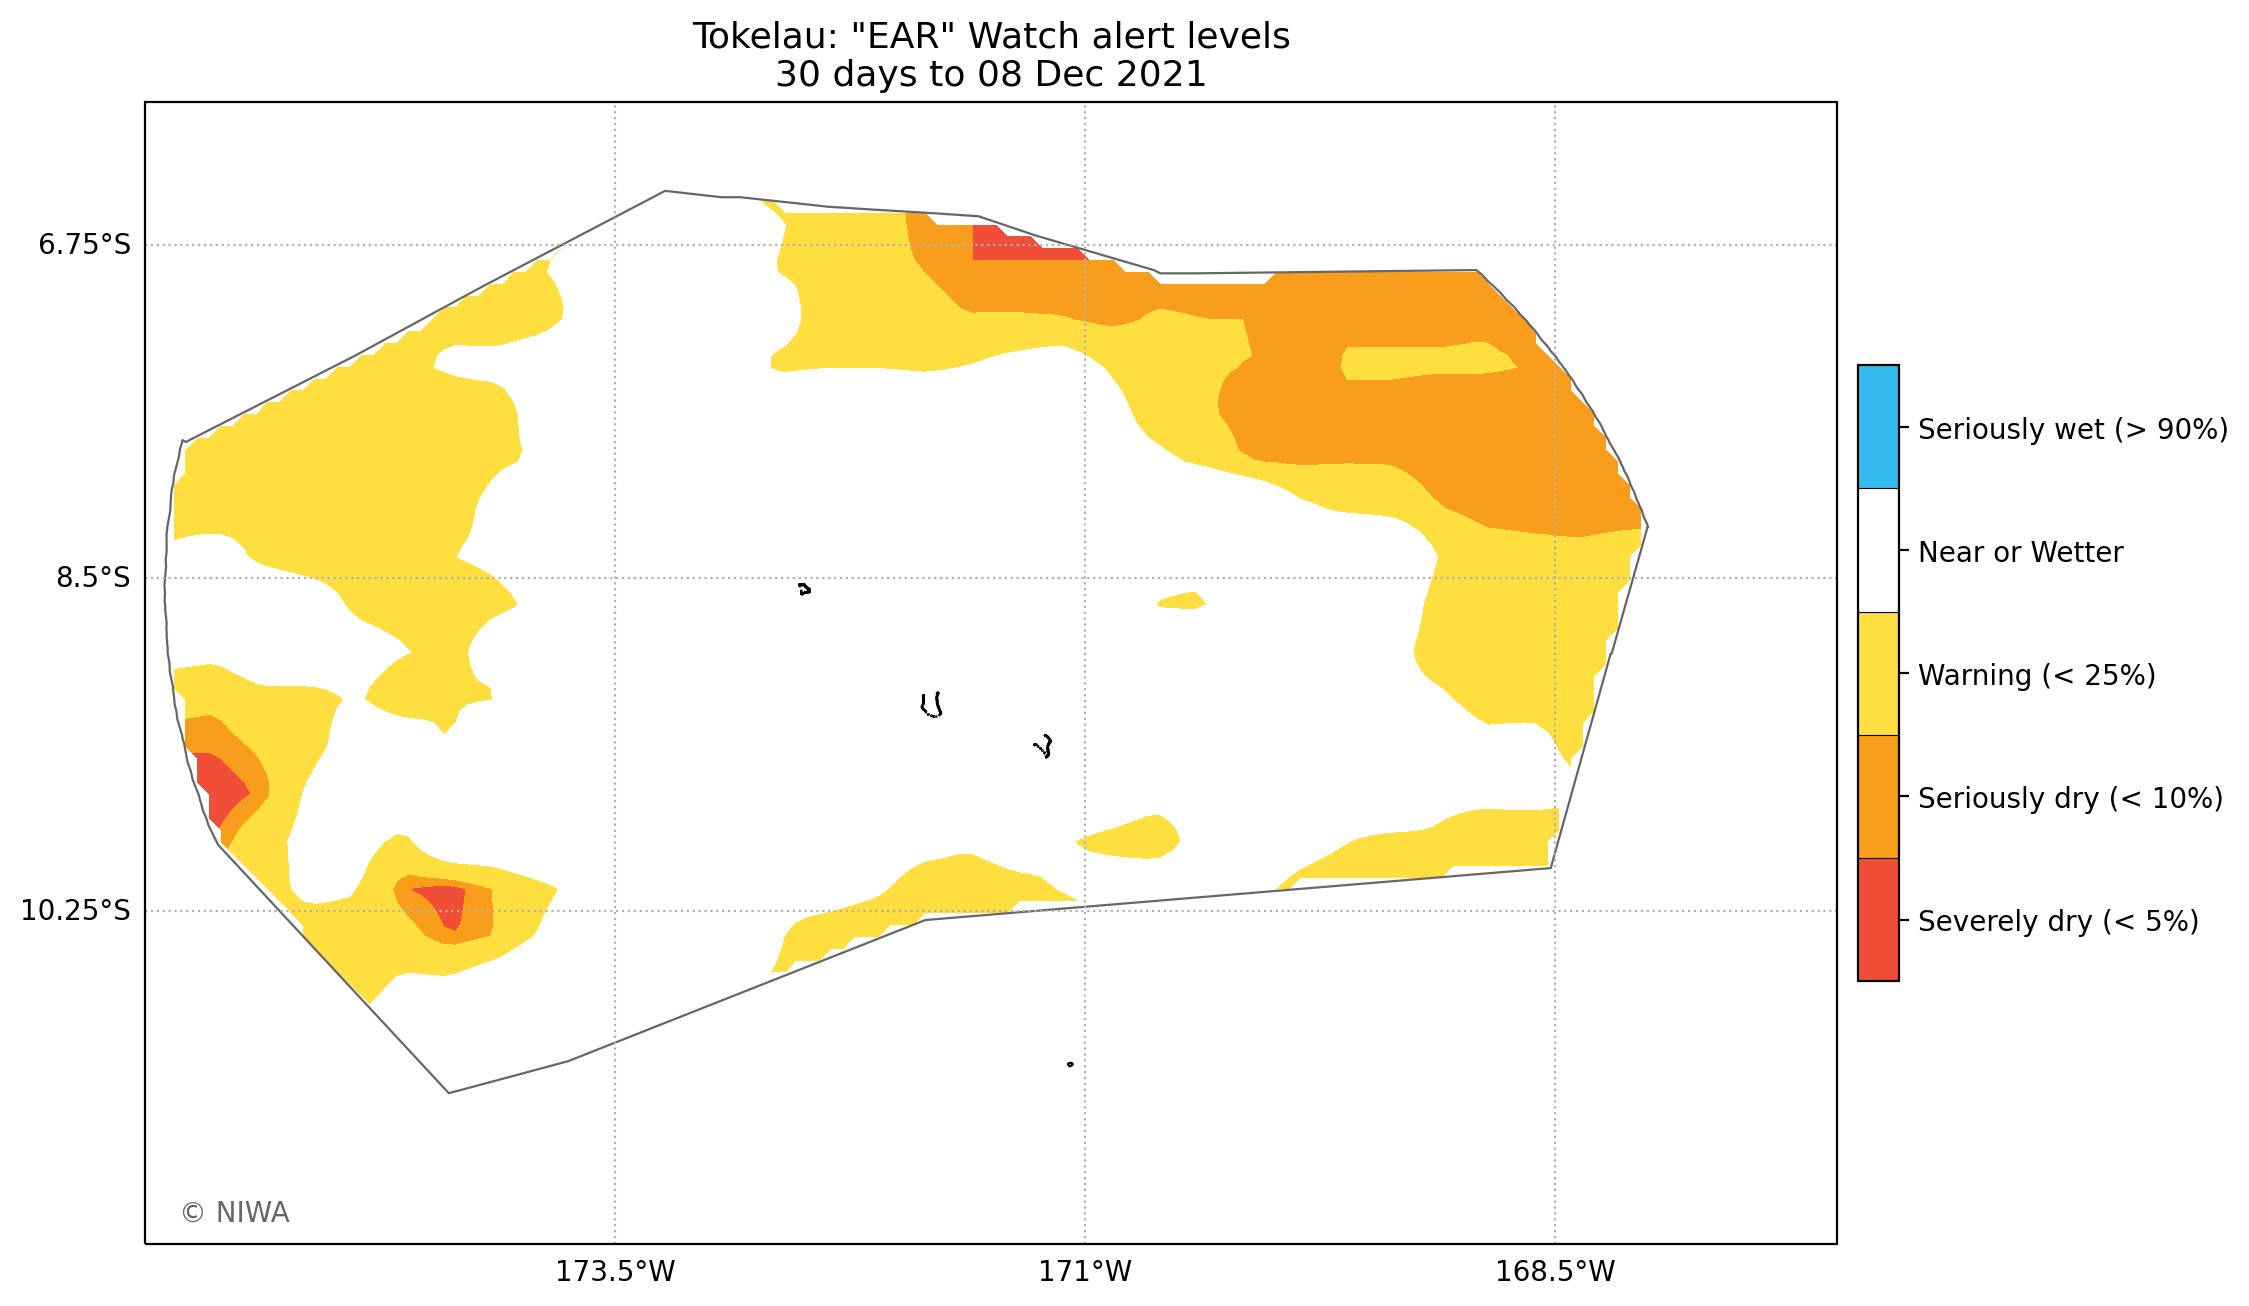 Tokelau: "EAR" Watch alert levels
30 days to 08 Dec 2021
6.75°S
8.5°S
10.25°S
173.5°W
171°W
168.5°W
Seriously wet (> 90%)
Near or Wetter
Warning (< 25%)
Seriously dry (< 10%)
Severely dry (< 5%)
© NIWA